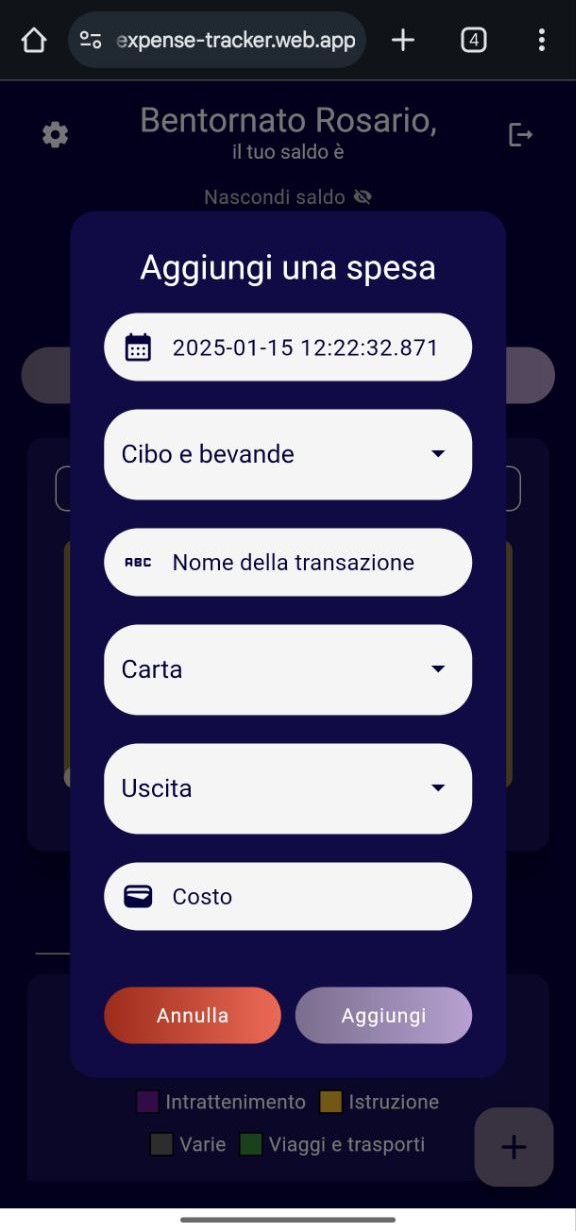 expense-tracker.web.app
4
Bentornato Rosario,
il tuo saldo è
Nascondi saldo
Aggiungi una spesa
2025-01-15 12:22:32.871
Cibo e bevande
ABC Nome della transazione
Carta
Uscita
Costo
Annulla Aggiungi
Intrattenimento Istruzione
Varie Viaggi e trasporti